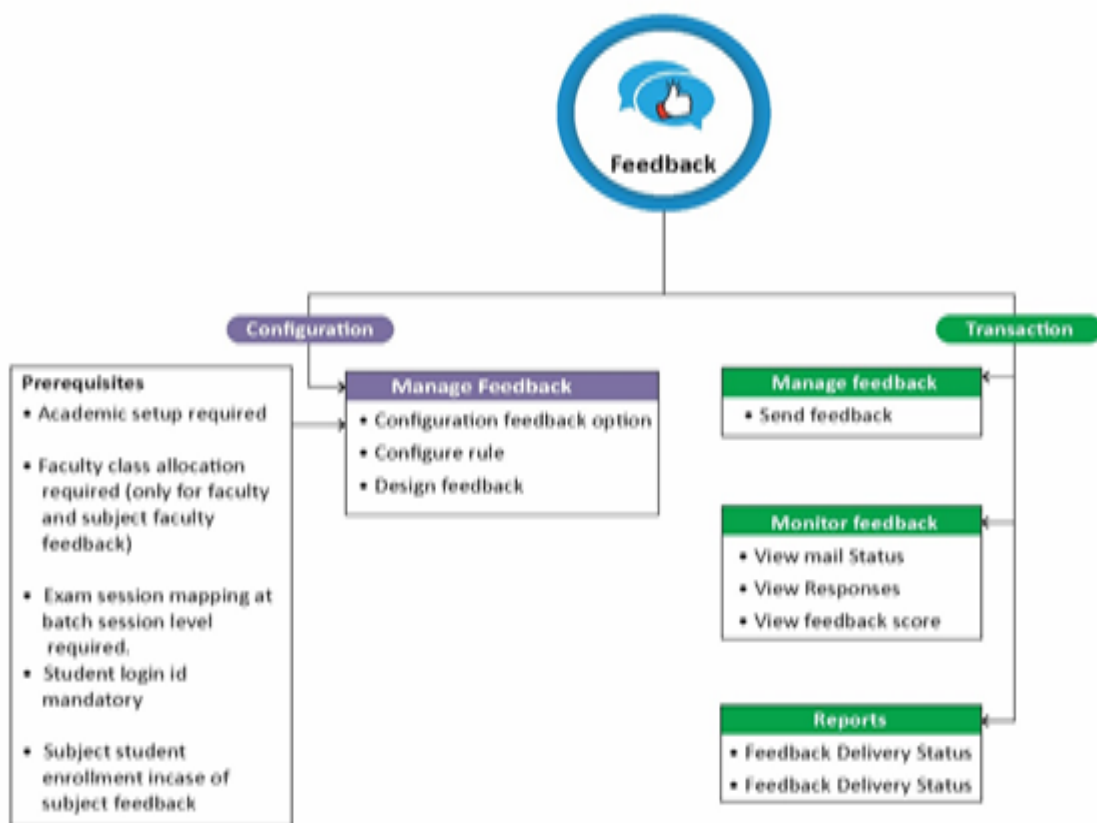 Feedback
Configuration
Transaction
Prerequisites
• Academic setup required
• Faculty class allocation
required (only for faculty
and subject faculty
feedback)
• Exam session mapping at
batch session level
required.
• Student login id
mandatory
• Subject student
enrollment incase of
subject feedback
Manage Feedback
• Configuration feedback option
• Configure rule
• Design feedback
Manage feedback
• Send feedback
Monitor feedback
• View mail Status
• View Responses
• View feedback score
Reports
• Feedback Delivery Status
• Feedback Delivery Status